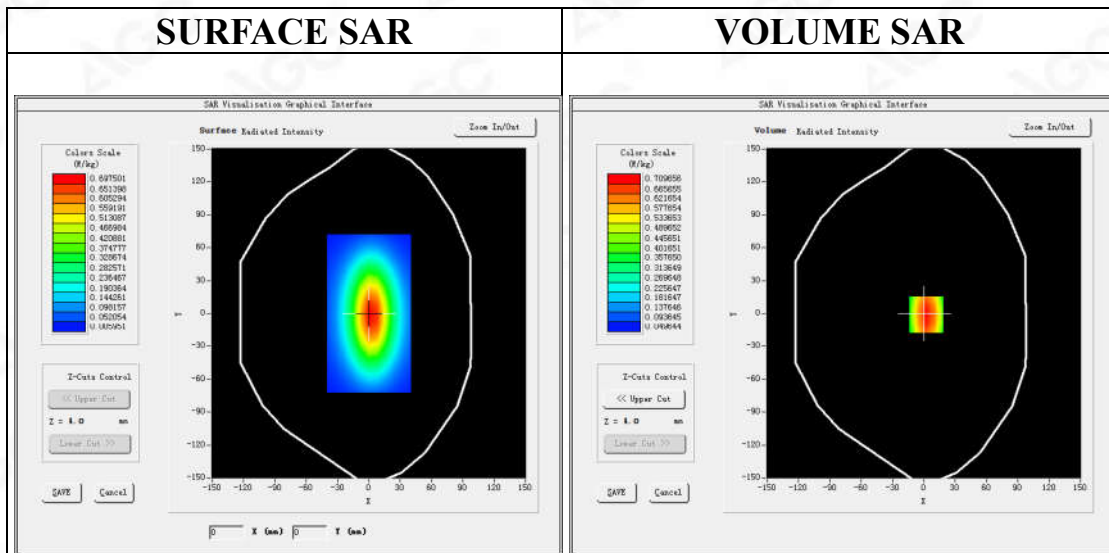 SURFACE SAR
VOLUME SAR
SAR Visualisation Graphical Interface
Surface Radiated Intensity
Zoom In/Out
Colors Scale
(W/kg)
0.697501
0.651398
0.605294
0.559191
0.513087
0.466984
0.420881
0.374777
0.328674
0.282571
0.236467
0.190364
0.144261
0.098157
0.052054
0.005951
Z-Cuts Control
<< Upper Cut
mm
Lower Cut >>
SAVE
Cancel
150
120
90
60
30
0
-30
-60
-90
-120
-150
Y
-150 -120 -90 -60 -30 0 30 60 90 120 150
X
0 X (mm) 0 Y (mm)
SAR Visualisation Graphical Interface
Volume Radiated Intensity
Zoom In/Out
Colors Scale
(W/kg)
0.709656
0.665655
0.621654
0.577654
0.533653
0.489652
0.445651
0.401651
0.357650
0.313649
0.269648
0.225647
0.181647
0.137646
0.093645
0.049644
Z-Cuts Control
<< Upper Cut
mm
Lower Cut >>
SAVE
Cancel
150
120
90
60
30
0
-30
-60
-90
-120
-150
Y
-150 -120 -90 -60 -30 0 30 60 90 120 150
X